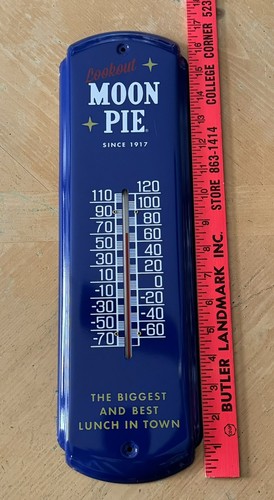 Lookout
MOON
PIE®
SINCE 1917
120
110
100
90
80
70
60
50
40
30
20
10
0
-10
-20
-30
-40
-50
-60
-70
THE BIGGEST
AND BEST
LUNCH IN TOWN
BUTLER LANDMARK INC. STORE 863-1414 COLLEGE CORNER 523